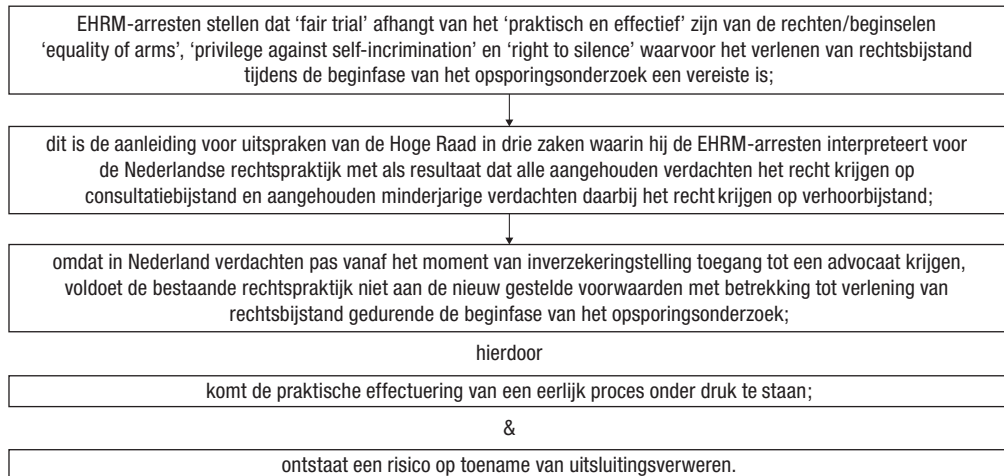 EHRM-arresten stellen dat ‘fair trial’ afhangt van het ‘praktisch en effectief’ zijn van de rechten/beginselen
‘equality of arms’, ‘privilege against self-incrimination’ en ‘right to silence’ waarvoor het verlenen van rechtsbijstand
tijdens de beginfase van het opsporingsonderzoek een vereiste is;
dit is de aanleiding voor uitspraken van de Hoge Raad in drie zaken waarin hij de EHRM-arresten interpreteert voor
de Nederlandse rechtspraktijk met als resultaat dat alle aangehouden verdachten het recht krijgen op
consultatiebijstand en aangehouden minderjarige verdachten daarbij het recht krijgen op verhoorbijstand;
omdat in Nederland verdachten pas vanaf het moment van inverzekeringstelling toegang tot een advocaat krijgen,
voldoet de bestaande rechtspraktijk niet aan de nieuw gestelde voorwaarden met betrekking tot verlening van
rechtsbijstand gedurende de beginfase van het opsporingsonderzoek;
hierdoor
komt de praktische effectuering van een eerlijk proces onder druk te staan;
&
ontstaat een risico op toename van uitsluitingsverweren.